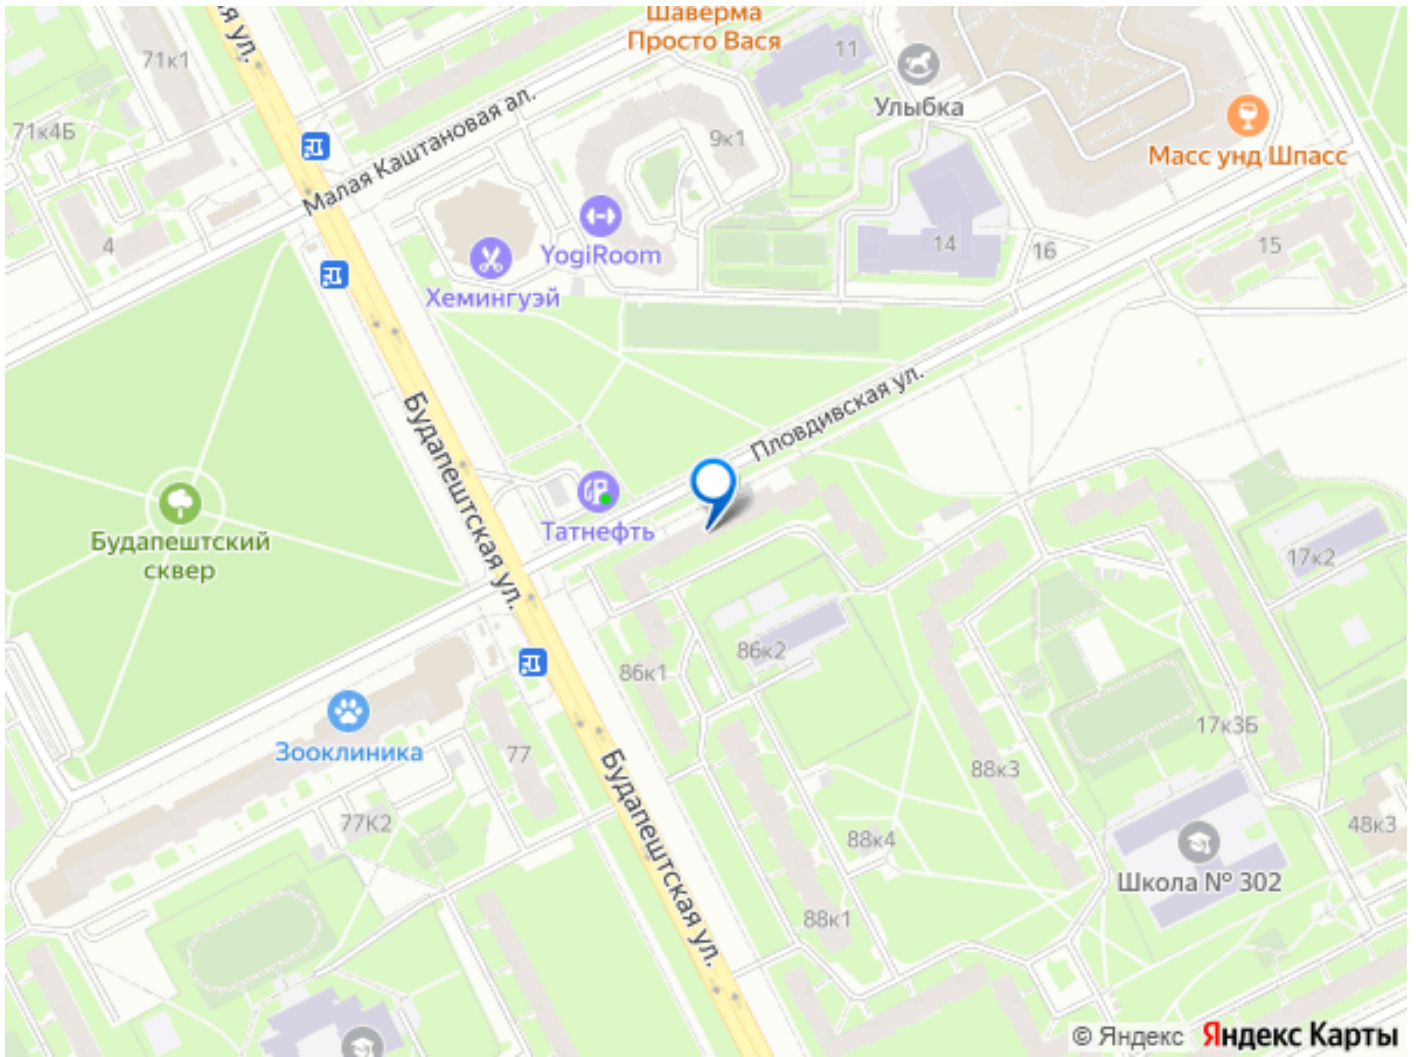 я ул.
71к1
Шаверма
Просто Вася
11
Улыбка
71к4Б
Малая Каштановая ал.
9к1
Масс унд Шпасс
4
YogiRoom
14
16
15
Хемингуэй
Будапештская ул.
Пловдивская ул.
Татнефть
Будапештский
сквер
17к2
86к2
86к1
Зооклиника
77
17к3Б
88к3
77К2
Будапештская ул.
88к4
48к3
Школа № 302
88к1
© Яндекс Яндекс Карты